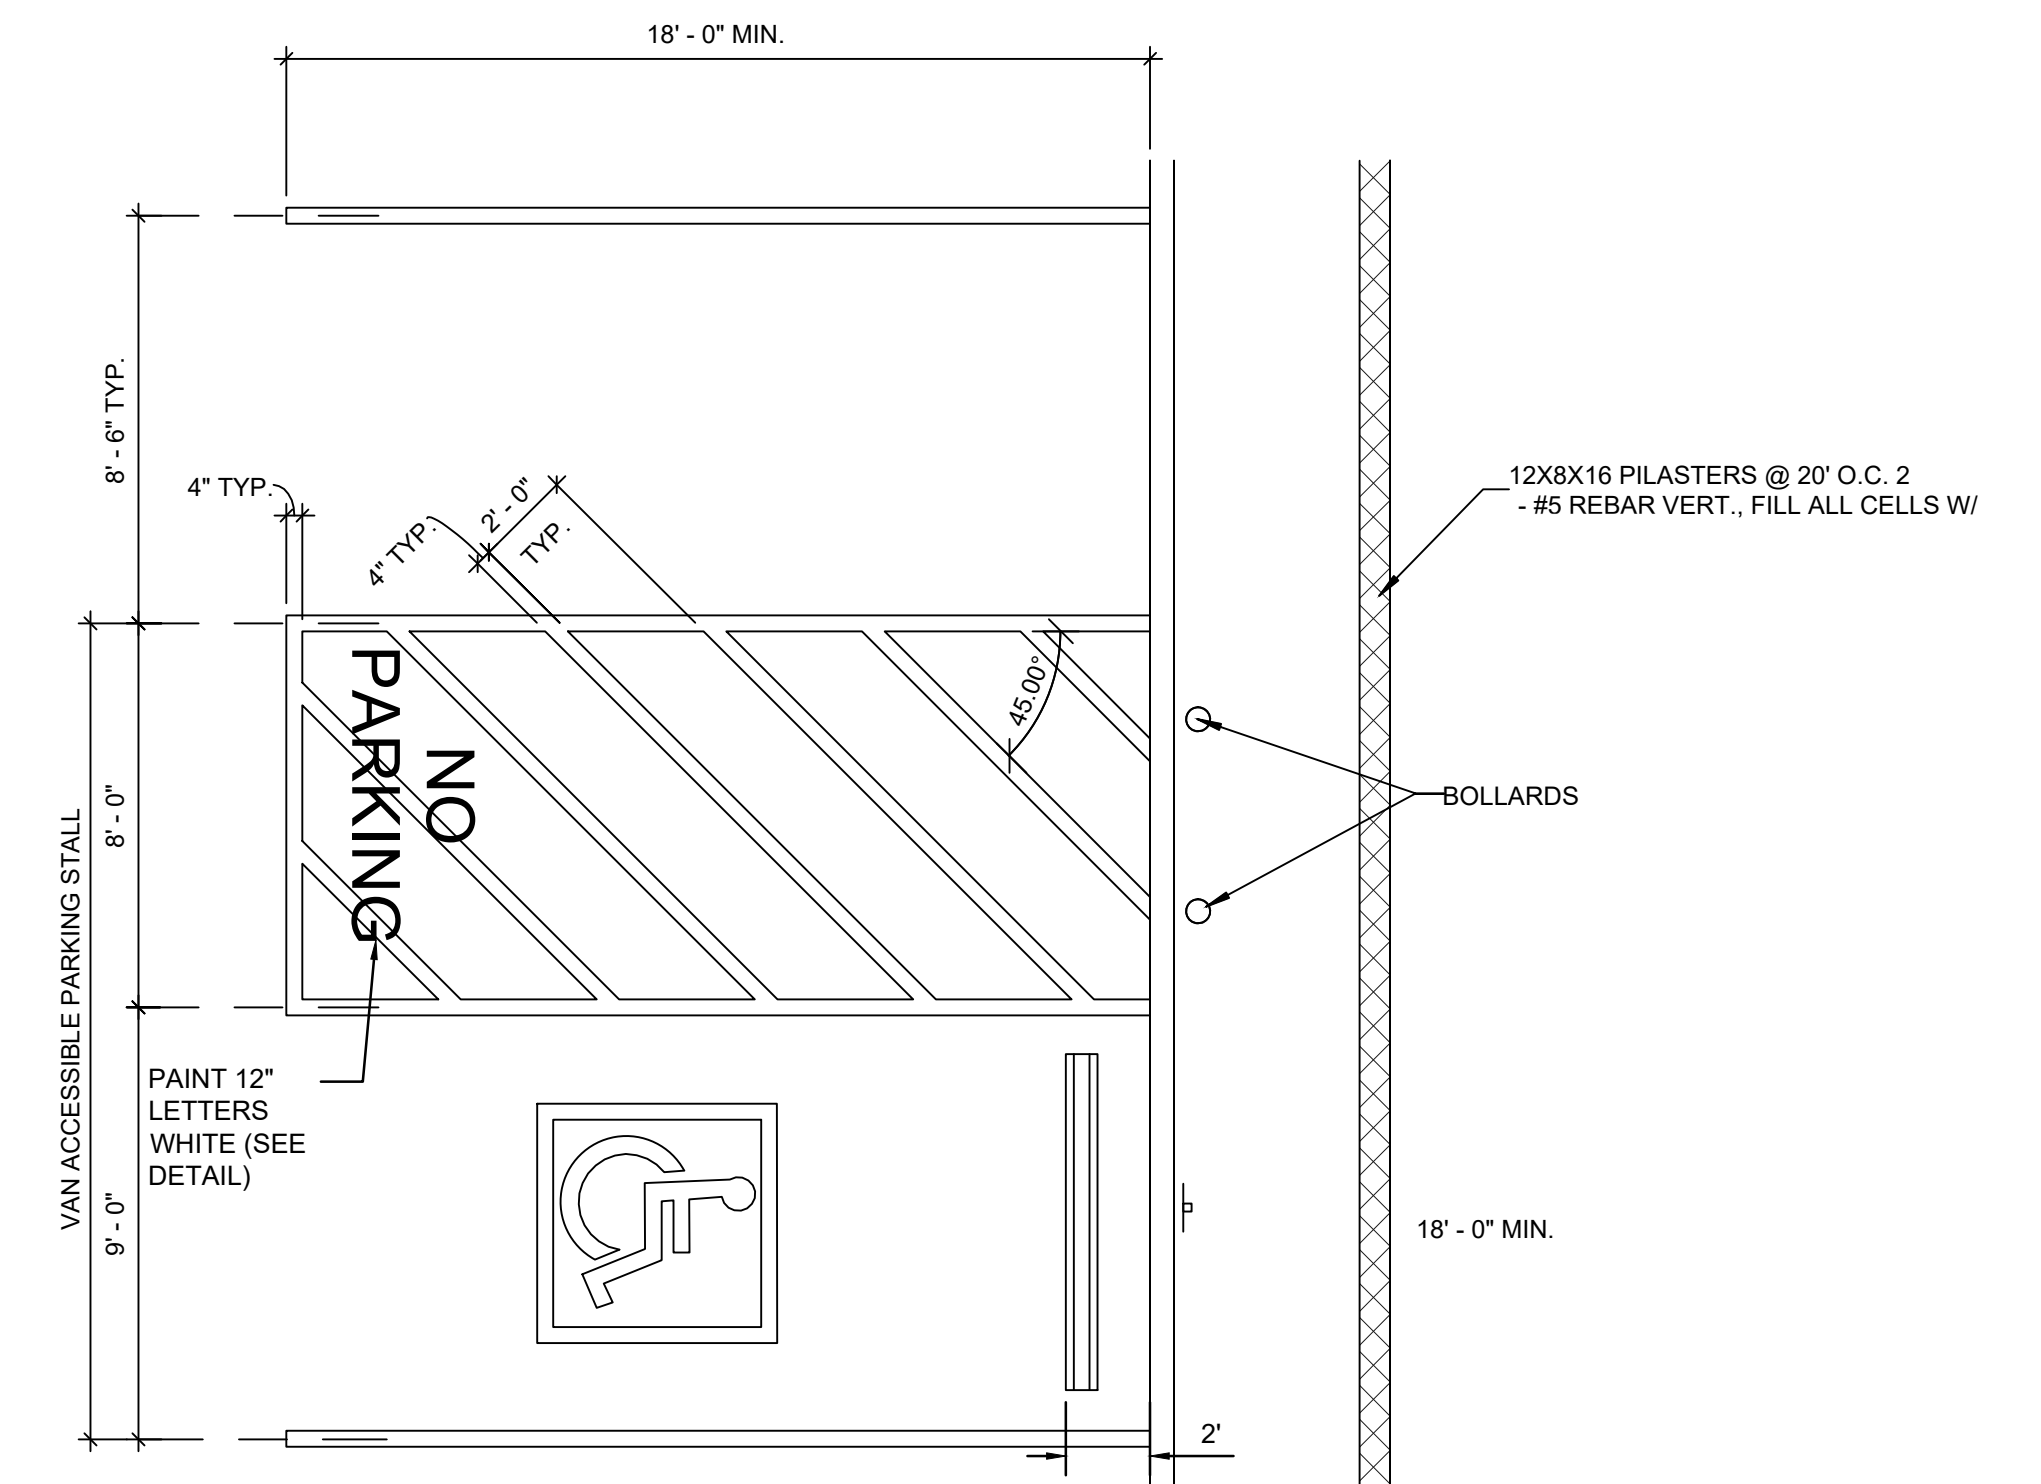 18' - 0" MIN.
8' - 6" TYP.
4" TYP.
4" TYP.
2' - 0"
TYP.
12X8X16 PILASTERS @ 20' O.C. 2
- #5 REBAR VERT., FILL ALL CELLS W/
NO
PARKING
45.00°
BOLLARDS
VAN ACCESSIBLE PARKING STALL
8' - 0"
PAINT 12"
LETTERS
WHITE (SEE
DETAIL)
9' - 0"
18' - 0" MIN.
2'